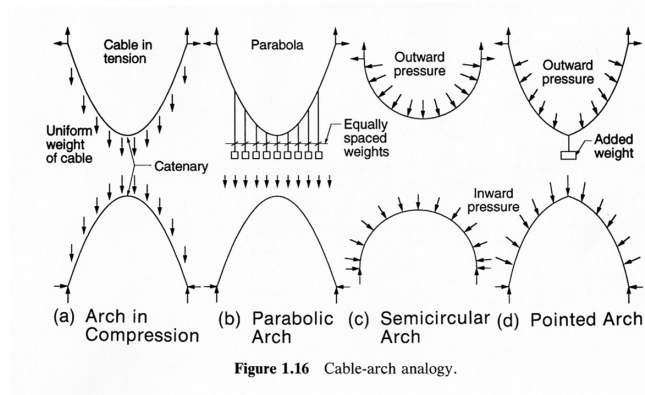 Cable in
tension
Parabola
Outward
pressure
Outward
pressure
Uniform
weight
of cable
Catenary
Equally
spaced
weights
Added
weight
Inward
pressure
(a) Arch in
Compression
(b) Parabolic
Arch
(c) Semicircular
Arch
(d) Pointed Arch
Figure 1.16 Cable-arch analogy.